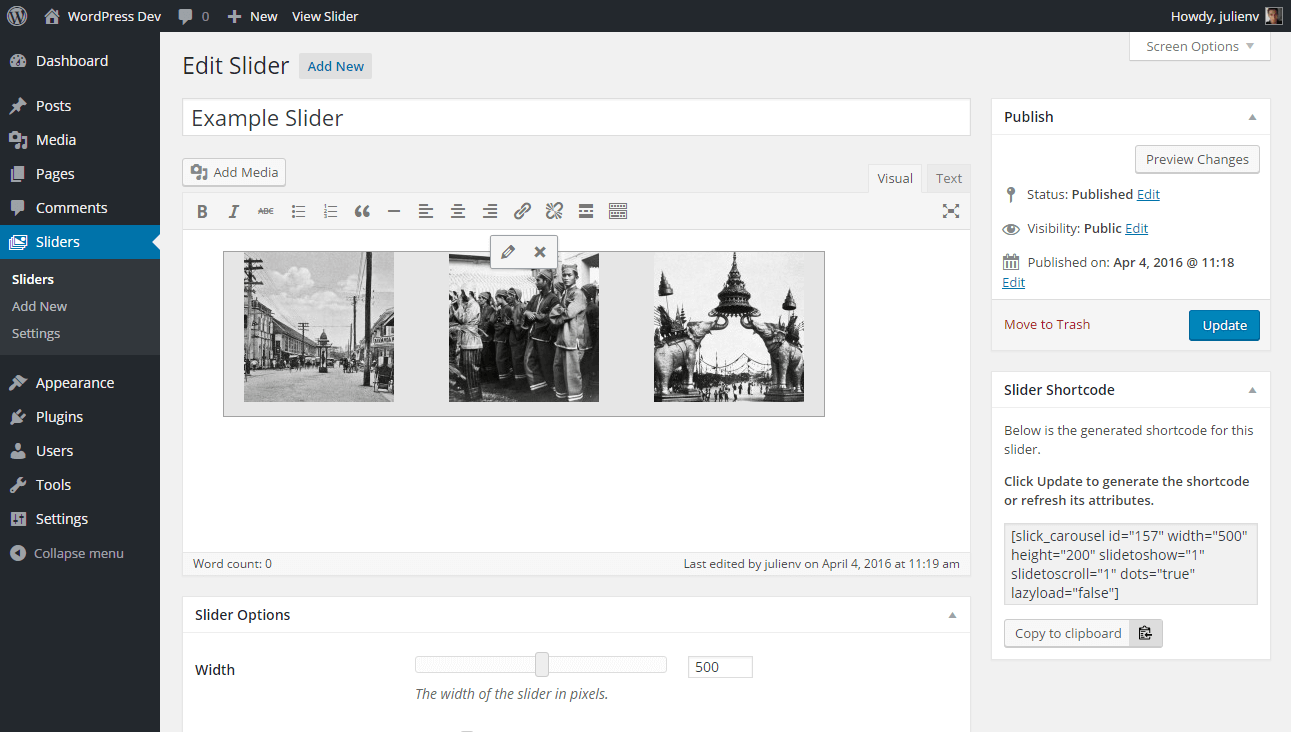 WordPress Dev 0 New View Slider Howdy, julienv
Screen Options
Dashboard
Posts
Media
Pages
Comments
Sliders
Sliders
Add New
Settings
Appearance
Plugins
Users
Tools
Settings
Collapse menu
Edit Slider Add New
Example Slider
Add Media
Visual Text
B I ABC
Word count: 0 Last edited by julienv on April 4, 2016 at 11:19 am
Slider Options
Width 500
The width of the slider in pixels.
Publish
Preview Changes
Status: Published Edit
Visibility: Public Edit
Published on: Apr 4, 2016 @ 11:18
Edit
Move to Trash Update
Slider Shortcode
Below is the generated shortcode for this
slider.
Click Update to generate the shortcode
or refresh its attributes.
[slick_carousel id="157" width="500"
height="200" slidetoshow="1"
slidetoscroll="1" dots="true"
lazyload="false"]
Copy to clipboard